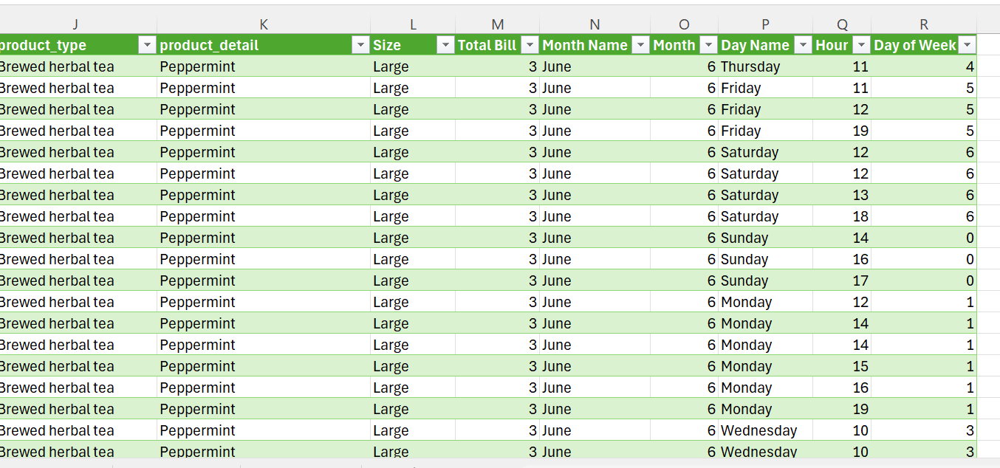 J K L M N O P Q R
product_type product_detail Size Total Bill Month Name Month Day Name Hour Day of Week
Brewed herbal tea Peppermint Large 3 June 6 Thursday 11 4
Brewed herbal tea Peppermint Large 3 June 6 Friday 11 5
Brewed herbal tea Peppermint Large 3 June 6 Friday 12 5
Brewed herbal tea Peppermint Large 3 June 6 Friday 19 5
Brewed herbal tea Peppermint Large 3 June 6 Saturday 12 6
Brewed herbal tea Peppermint Large 3 June 6 Saturday 12 6
Brewed herbal tea Peppermint Large 3 June 6 Saturday 13 6
Brewed herbal tea Peppermint Large 3 June 6 Saturday 18 6
Brewed herbal tea Peppermint Large 3 June 6 Sunday 14 0
Brewed herbal tea Peppermint Large 3 June 6 Sunday 16 0
Brewed herbal tea Peppermint Large 3 June 6 Sunday 17 0
Brewed herbal tea Peppermint Large 3 June 6 Monday 12 1
Brewed herbal tea Peppermint Large 3 June 6 Monday 14 1
Brewed herbal tea Peppermint Large 3 June 6 Monday 14 1
Brewed herbal tea Peppermint Large 3 June 6 Monday 15 1
Brewed herbal tea Peppermint Large 3 June 6 Monday 16 1
Brewed herbal tea Peppermint Large 3 June 6 Monday 19 1
Brewed herbal tea Peppermint Large 3 June 6 Wednesday 10 3
Brewed herbal tea Peppermint Large 3 June 6 Wednesday 10 3